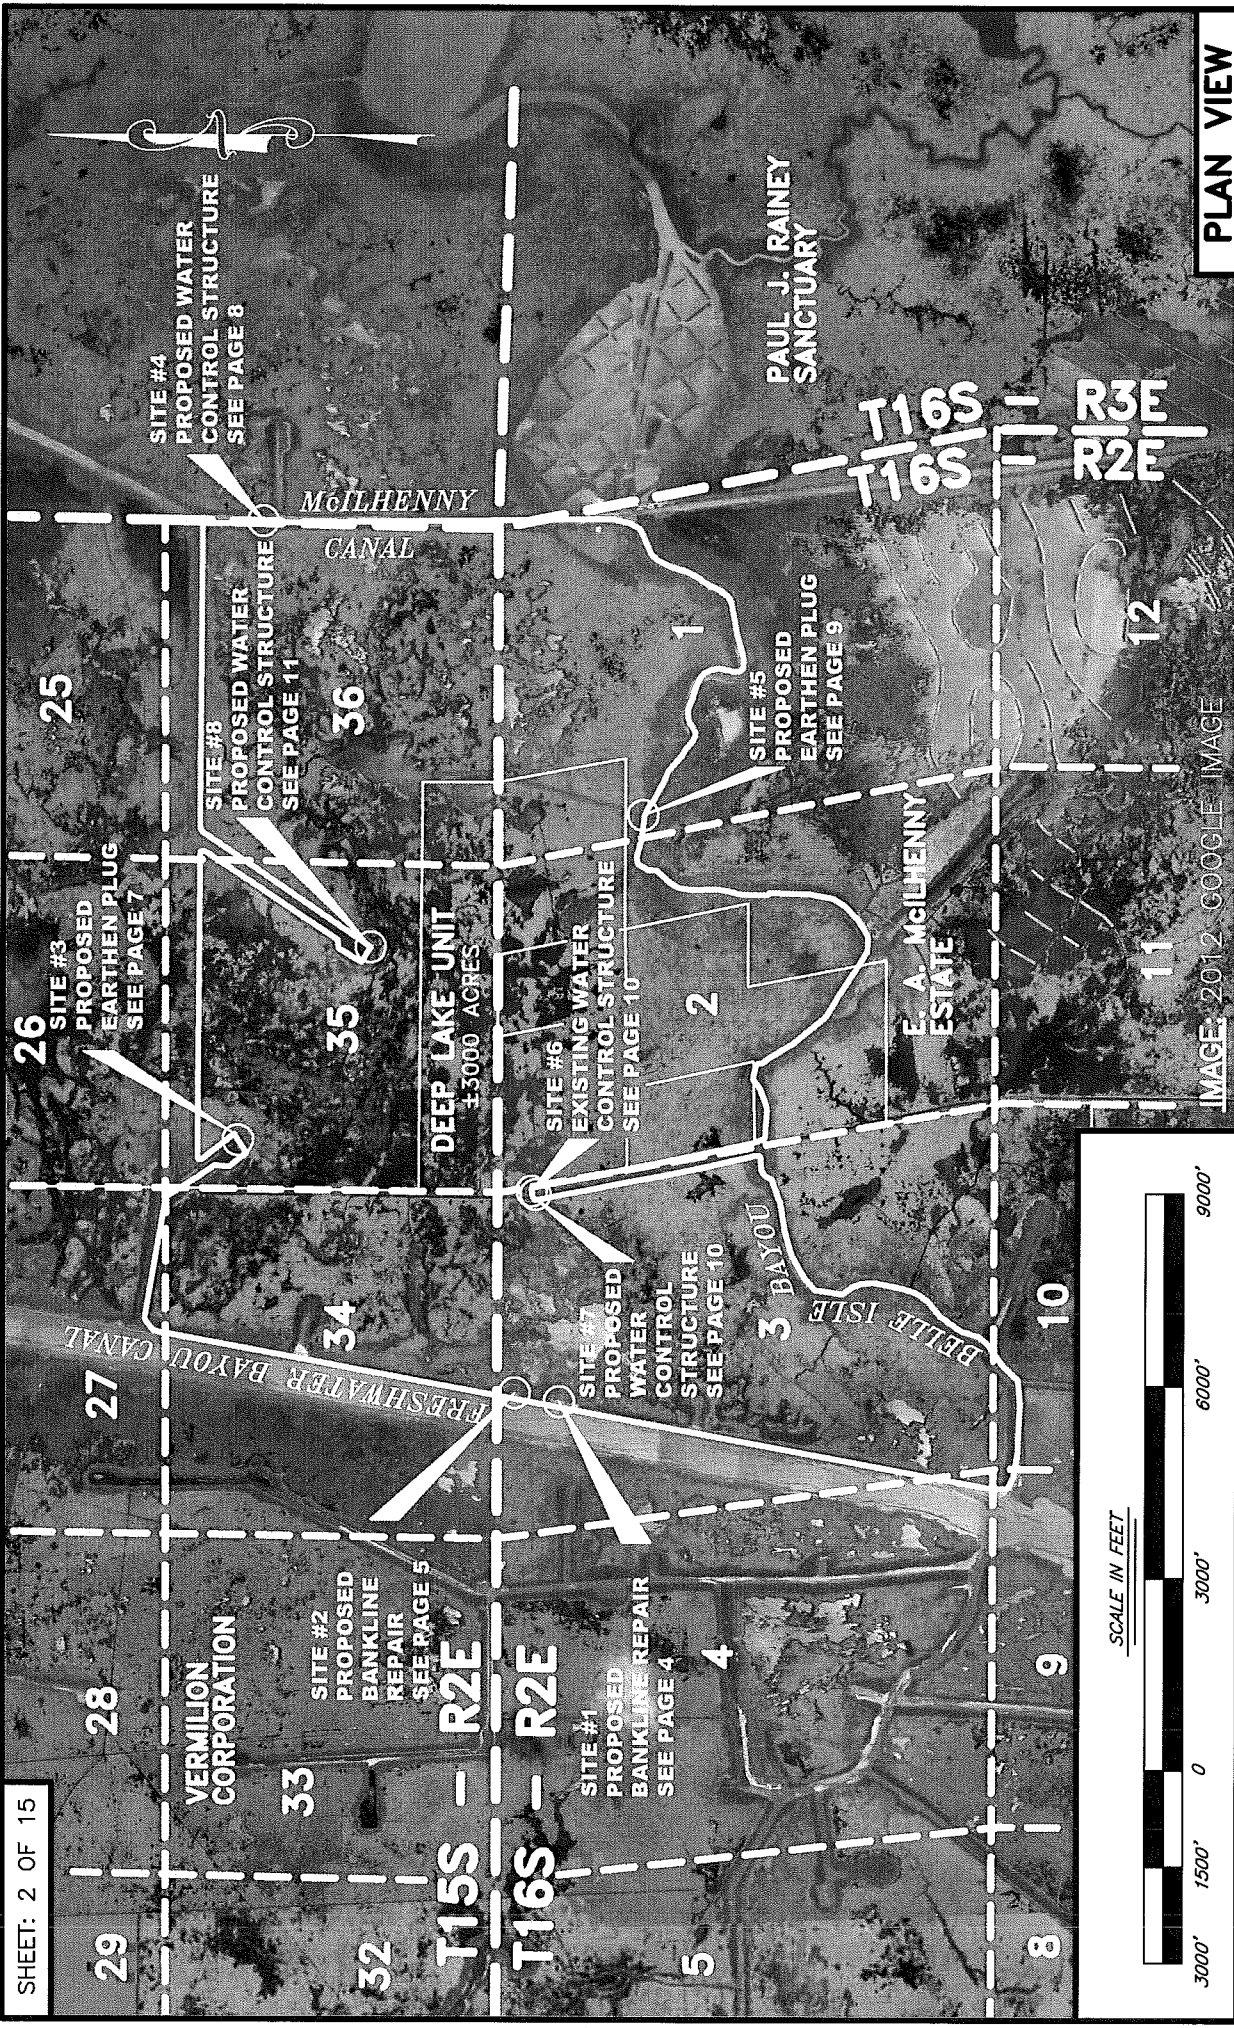 SHEET: 2 OF 15
29
28
27
26
25
VERMILION
CORPORATION
FRESHWATER BAYOU CANAL
SITE #3
PROPOSED
EARTHEN PLUG
SEE PAGE 7
SITE #4
PROPOSED WATER
CONTROL STRUCTURE
SEE PAGE 8
SITE #8
PROPOSED WATER
CONTROL STRUCTURE
SEE PAGE 11
McILHENNY
CANAL
32
33
34
35
36
SITE #2
PROPOSED
BANKLINE
REPAIR
SEE PAGE 5
DEEP LAKE UNIT
±3000 ACRES
T15S — R2E
T16S — R2E
SITE #1
PROPOSED
BANKLINE REPAIR
SEE PAGE 4
SITE #7
PROPOSED
WATER
CONTROL
STRUCTURE
SEE PAGE 10
SITE #6
EXISTING WATER
CONTROL STRUCTURE
SEE PAGE 10
SITE #5
PROPOSED
EARTHEN PLUG
SEE PAGE 9
PAUL J. RAINEY
SANCTUARY
5
4
3
2
1
BAYOU
BELLE ISLE
E. A. McILHENNY
ESTATE
T16S
T16S — R3E
R2E
8
9
10
11
12
SCALE IN FEET
3000'
1500'
0
3000'
6000'
9000'
IMAGE: 2012 GOOGLE IMAGE
PLAN VIEW